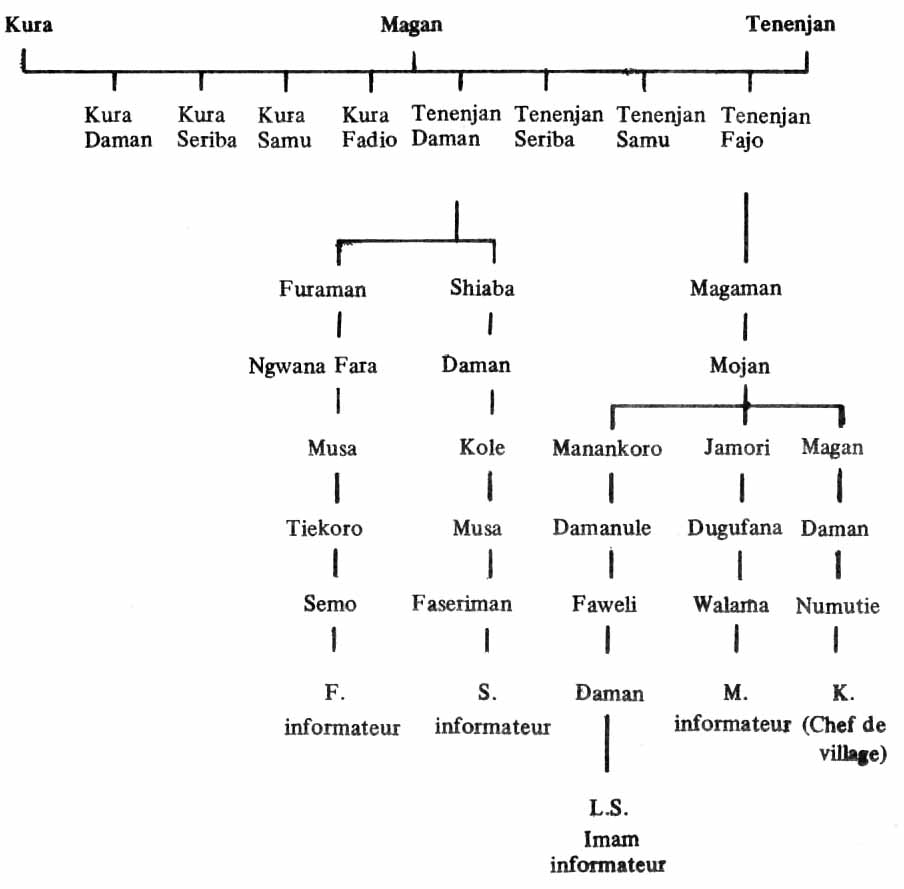 Kura Magan Tenenjan
Kura Kura Kura Kura Tenenjan Tenenjan Tenenjan Tenenjan
Daman Seriba Samu Fadio Daman Seriba Samu Fajo
Furaman Shiaba Magaman
Ngwana Fara Daman Mojan
Musa Kole Manankoro Jamori Magan
Tiekoro Musa Damanule Dugufana Daman
Semo Faseriman Faweli Walama Numutie
F. S. Daman M. K.
informateur informateur informateur (Chef de
village)
L.S.
Imam
informateur